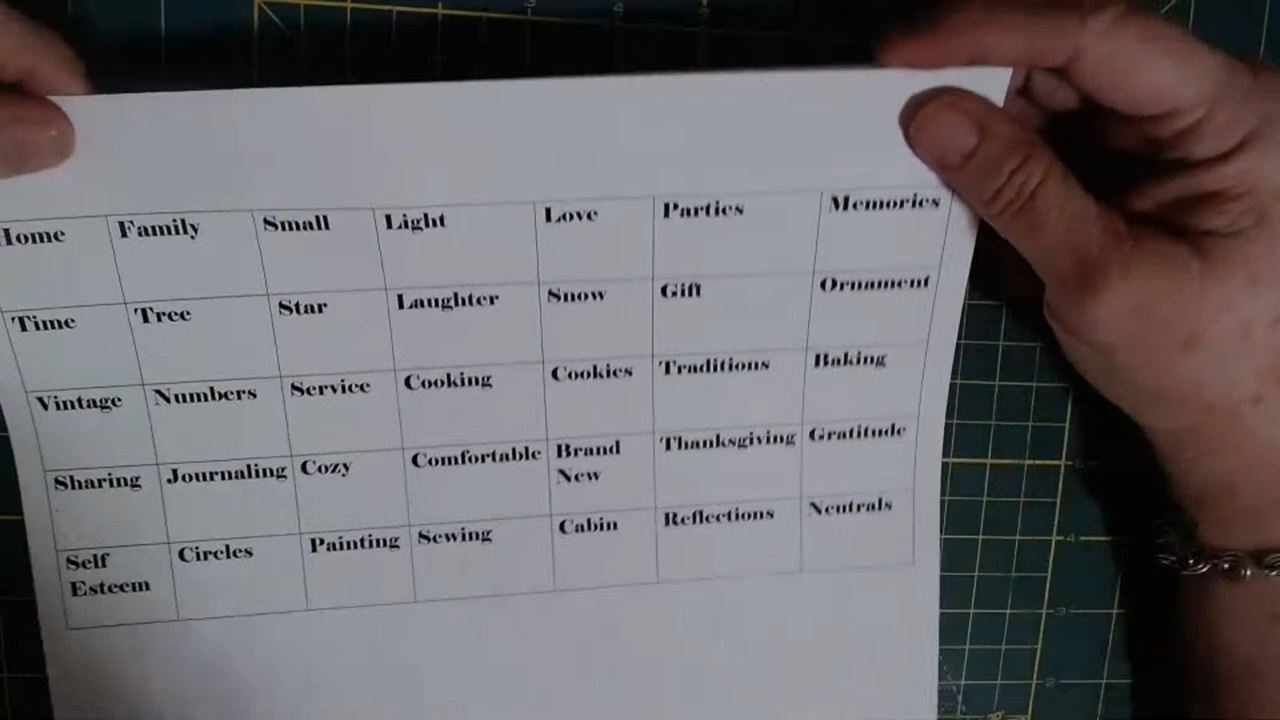 Home Family Small Light Love Parties Memories
Time Tree Star Laughter Snow Gift Ornament
Vintage Numbers Service Cooking Cookies Traditions Baking
Sharing Journaling Cozy Comfortable Brand New Thanksgiving Gratitude
Self Esteem Circles Painting Sewing Cabin Reflections Neutrals